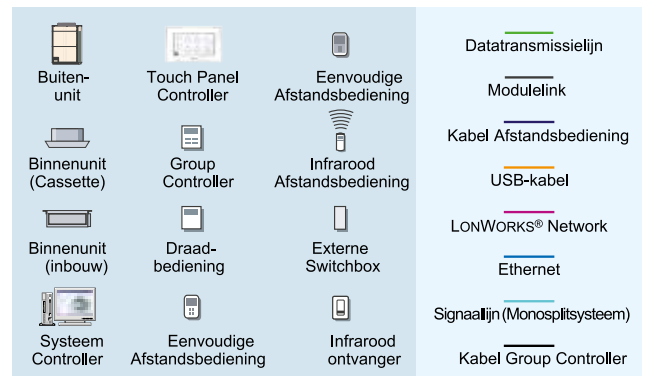 Buiten-
unit
Touch Panel
Controller
Eenvoudige
Afstandsbediening
Binnenunit
(Cassette)
Group
Controller
Infrarood
Afstandsbediening
Binnenunit
(inbouw)
Draad-
bediening
Externe
Switchbox
Systeem
Controller
Eenvoudige
Afstandsbediening
Infrarood
ontvanger
Datatransmissielijn
Modulelink
Kabel Afstandsbediening
USB-kabel
LONWORKS® Network
Ethernet
Signaallijn (Monosplitsysteem)
Kabel Group Controller